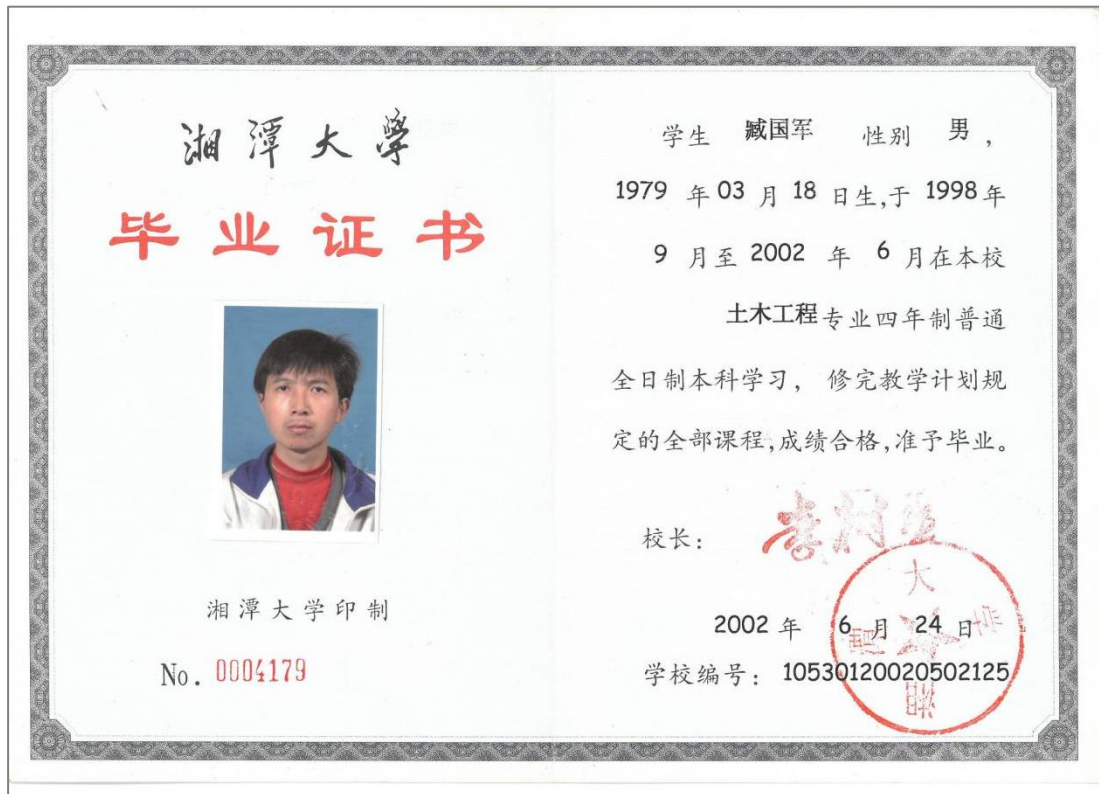 湘潭大學
毕业证书
湘潭大学印制
No. 0004179
学生 臧国军 性别 男，
1979 年 03 月 18 日生,于 1998 年
9 月至 2002 年 6 月在本校
土木工程专业四年制普通
全日制本科学习， 修完教学计划规
定的全部课程,成绩合格,准予毕业。
校长：
2002 年 6 月 24 日
学校编号： 10530120020502125